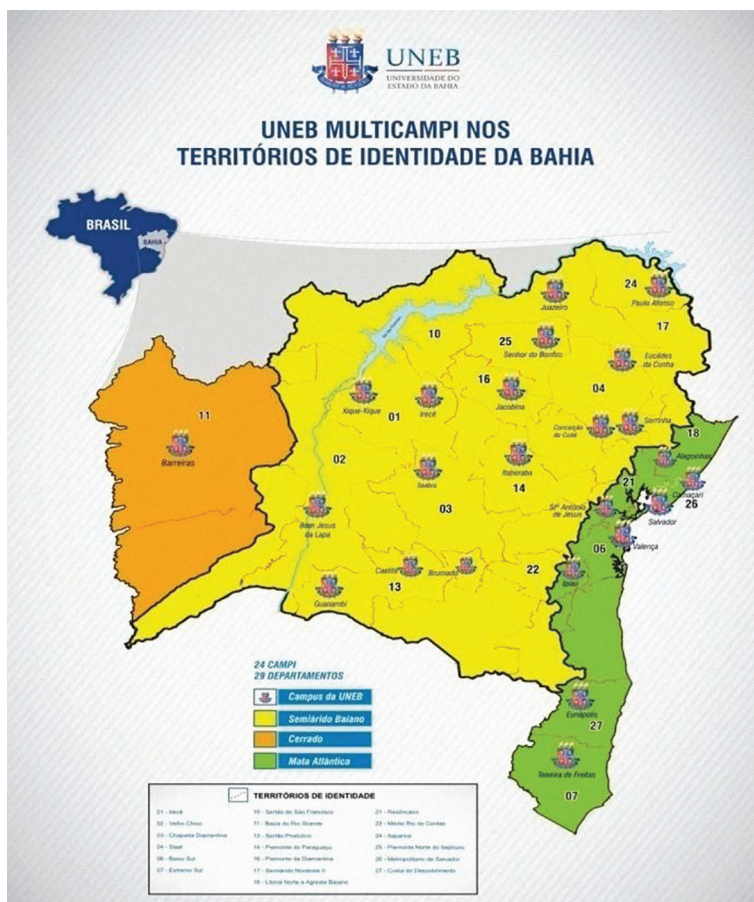 UNEB
UNIVERSIDADE DO
ESTADO DA BAHIA
UNEB MULTICAMPI NOS
TERRITÓRIOS DE IDENTIDADE DA BAHIA
BRASIL
BAHIA
24
Paulo Afonso
Juazeiro
10
25
17
Senhor do Bonfim
Euclides
da Cunha
16
04
11
Xique-Xique
01
Irecê
Jacobina
Conceição
do Coité
Serrinha
18
Barreiras
02
Seabra
Itaberaba
Alagoinhas
21
14
Camaçari
26
03
Stº Antônio
de Jesus
Salvador
Bom Jesus
da Lapa
06
Valença
Caetité
Brumado
22
Ipiaú
Guanambi
13
24 CAMPI
29 DEPARTAMENTOS
Campus da UNEB
Semiárido Baiano
Cerrado
Mata Atlântica
Eunápolis
27
Teixeira de Freitas
07
TERRITÓRIOS DE IDENTIDADE
01 - Irecê
02 - Velho Chico
03 - Chapada Diamantina
04 - Sisal
06 - Baixo Sul
07 - Extremo Sul
10 - Sertão do São Francisco
11 - Bacia do Rio Grande
13 - Sertão Produtivo
14 - Piemonte do Paraguaçu
16 - Piemonte da Diamantina
17 - Semiárido Nordeste II
18 - Litoral Norte e Agreste Baiano
21 - Recôncavo
22 - Médio Rio de Contas
24 - Itaparica
25 - Piemonte Norte do Itapicuru
26 - Metropolitano de Salvador
27 - Costa do Descobrimento